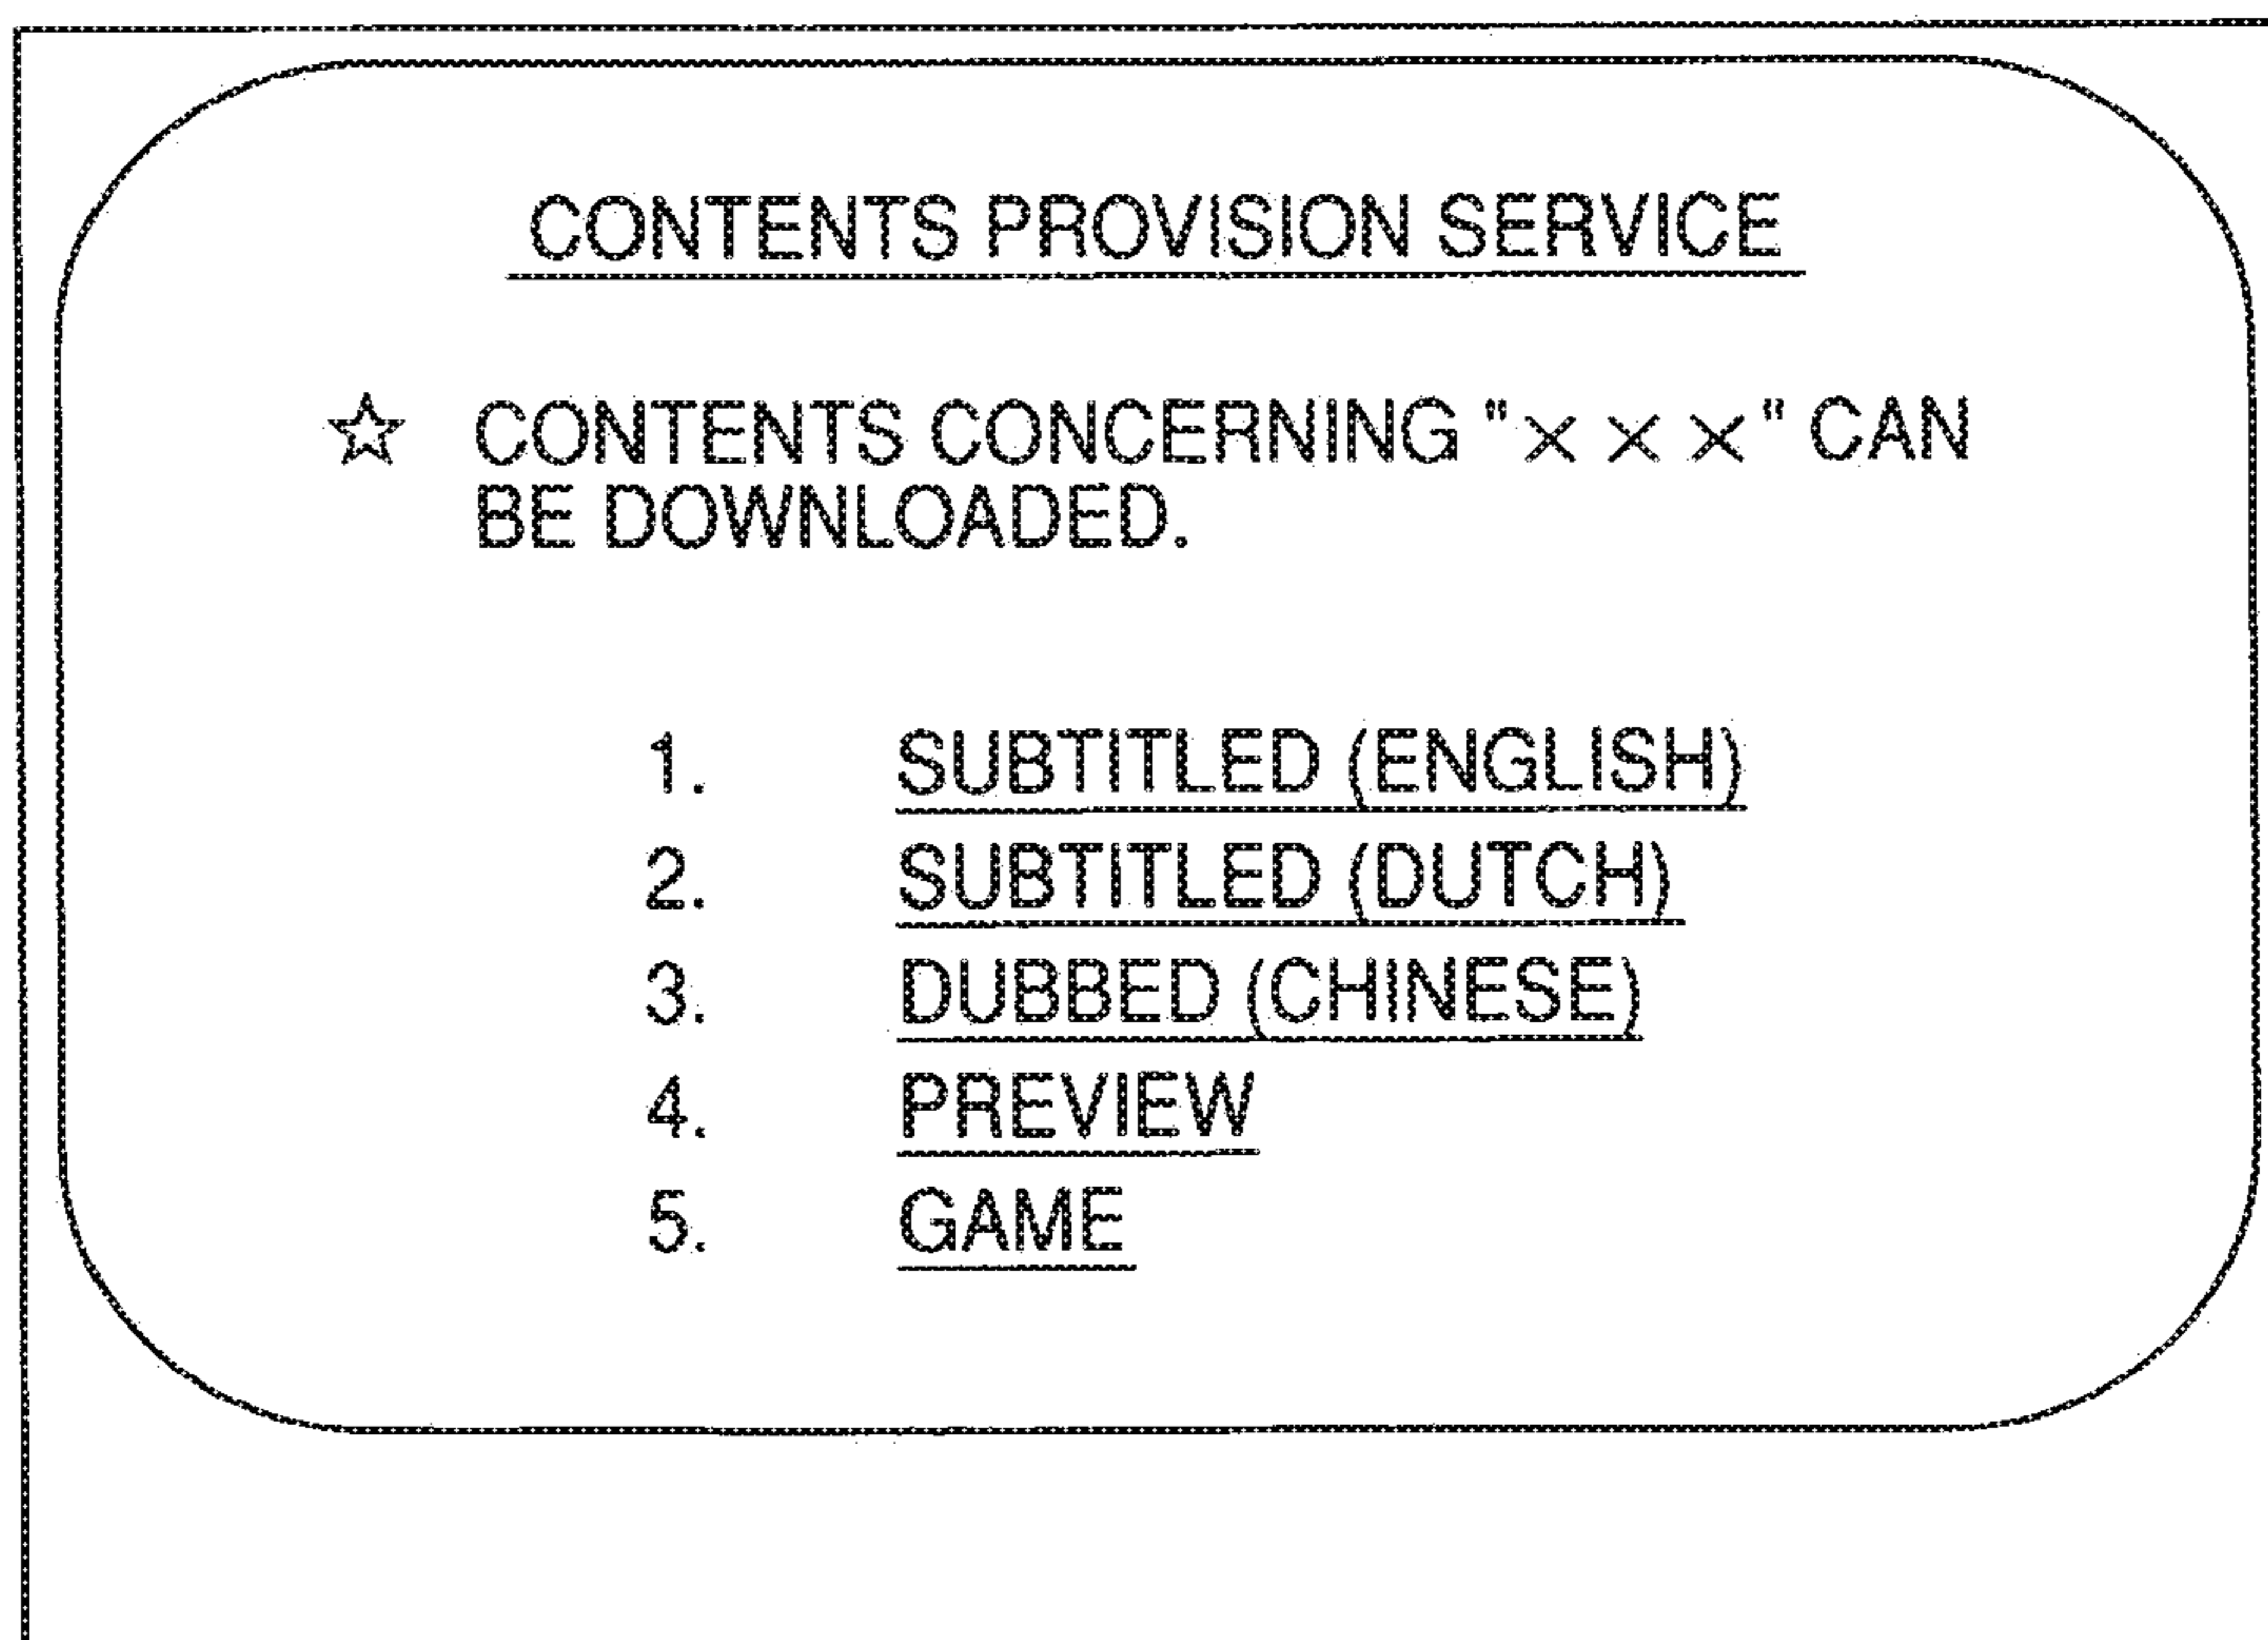 CONTENTS PROVISION SERVICE
☆ CONTENTS CONCERNING "× × ×" CAN
BE DOWNLOADED.
1. SUBTITLED (ENGLISH)
2. SUBTITLED (DUTCH)
3. DUBBED (CHINESE)
4. PREVIEW
5. GAME